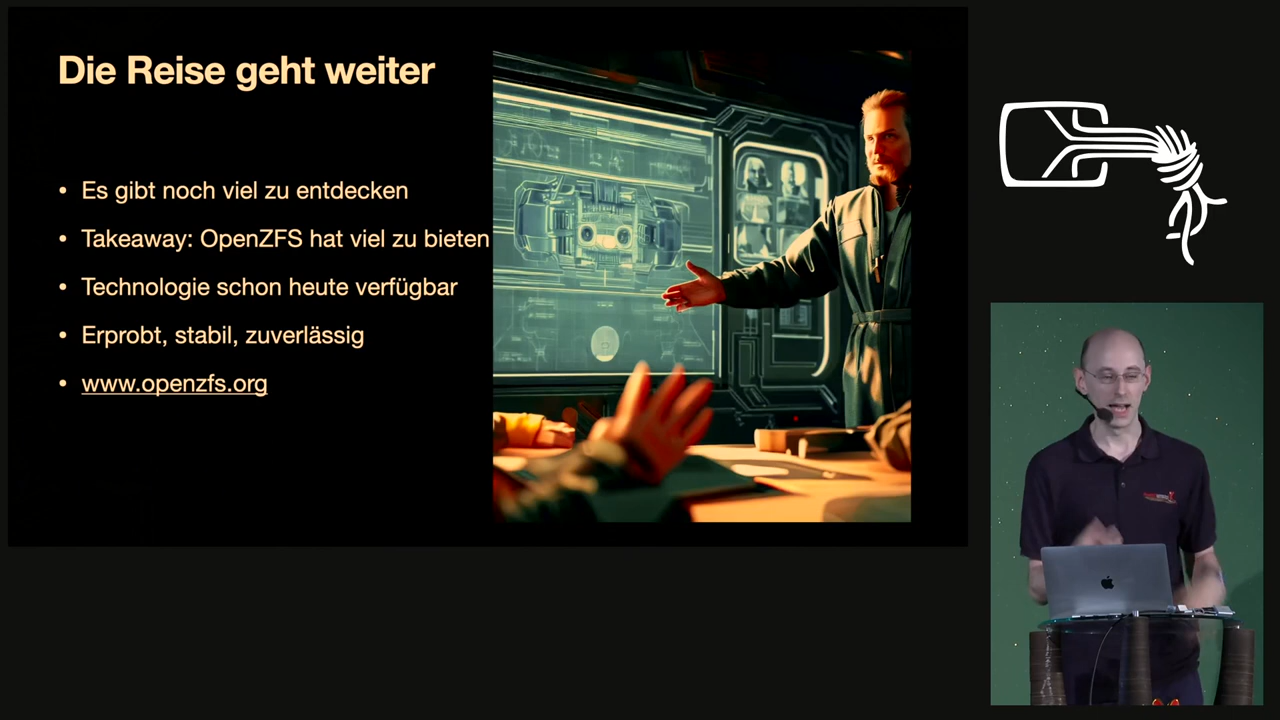 Die Reise geht weiter
• Es gibt noch viel zu entdecken
• Takeaway: OpenZFS hat viel zu bieten
• Technologie schon heute verfügbar
• Erprobt, stabil, zuverlässig
• www.openzfs.org